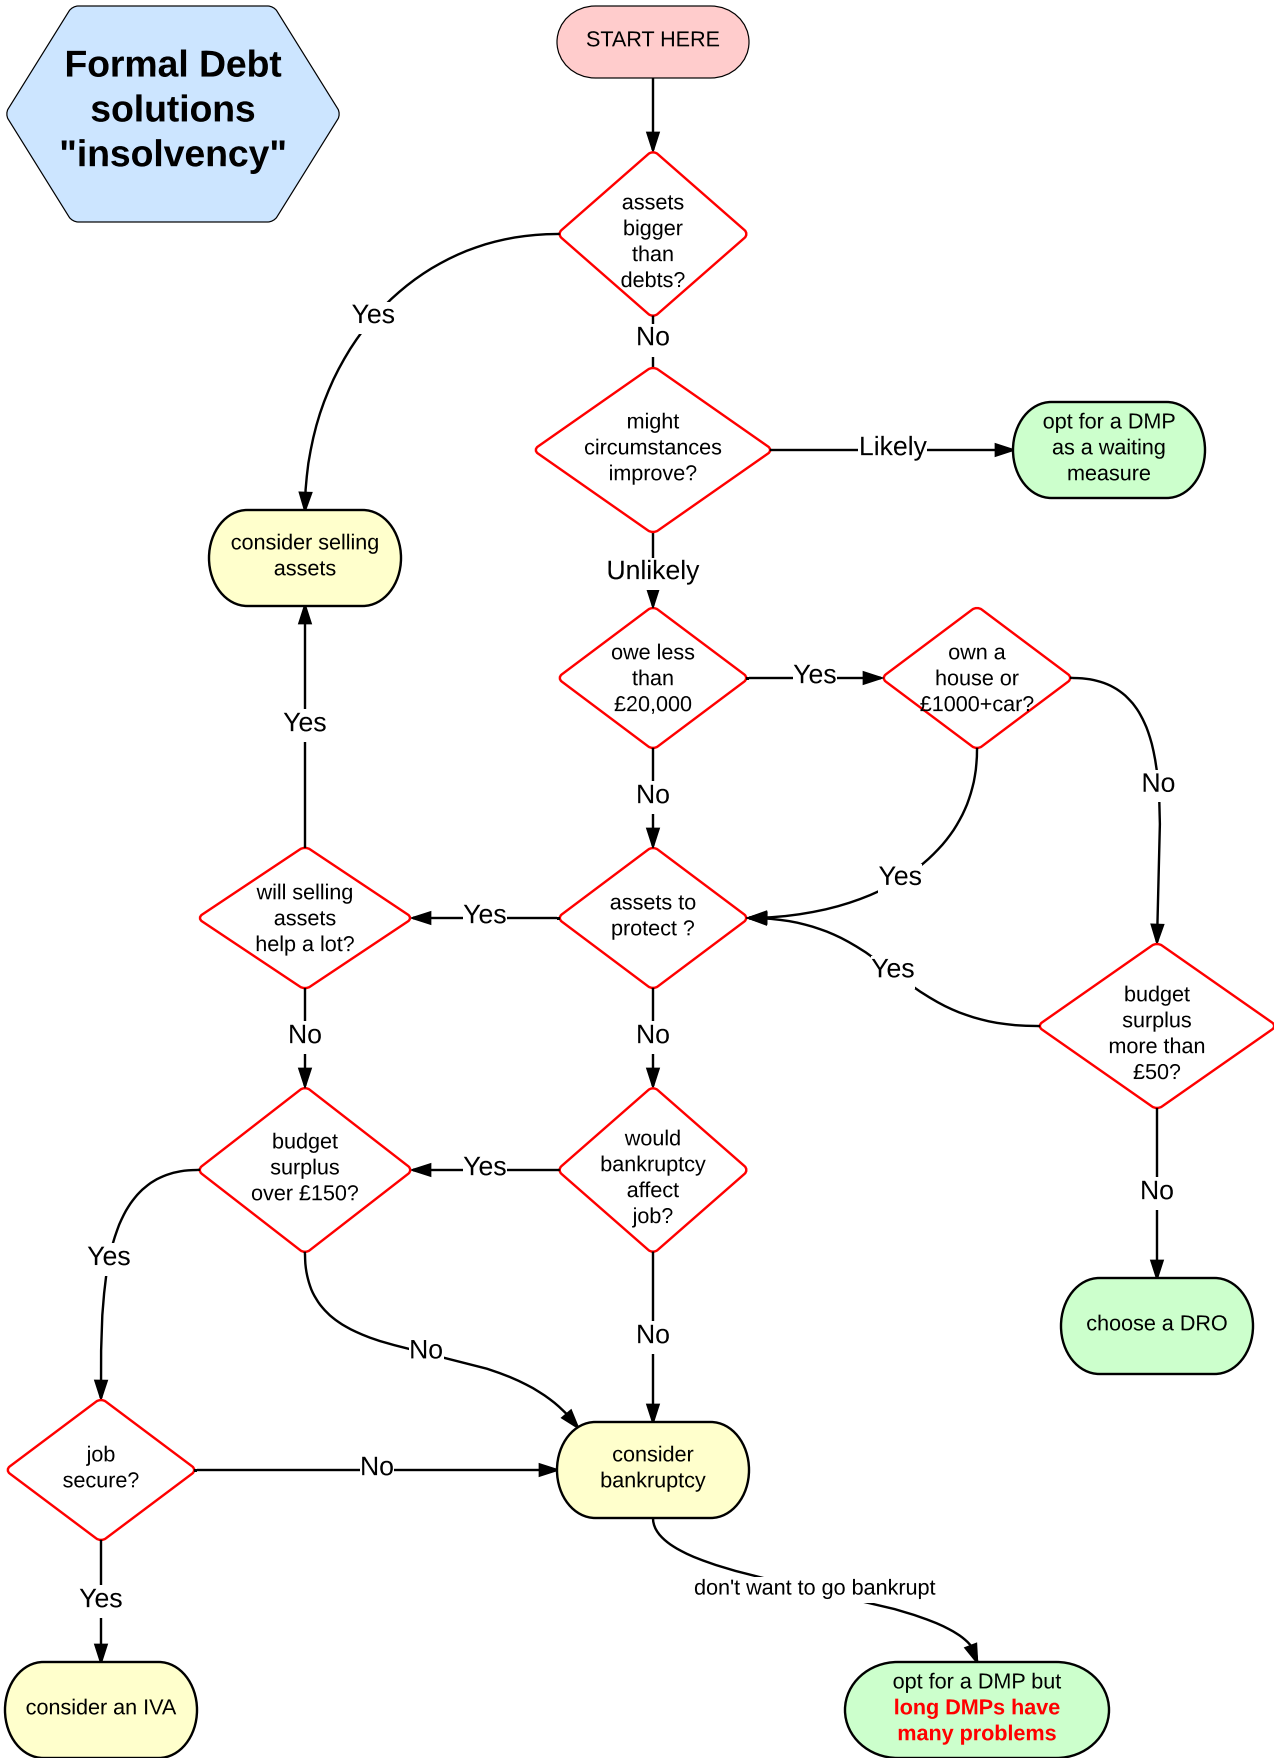 Formal Debt
solutions
"insolvency"
START HERE
assets
bigger
than
debts?
Yes
No
might
circumstances
improve?
Likely
opt for a DMP
as a waiting
measure
consider selling
assets
Unlikely
owe less
than
£20,000
Yes
own a
house or
£1000+car?
Yes
No
No
Yes
will selling
assets
help a lot?
Yes
assets to
protect ?
Yes
budget
surplus
more than
£50?
No
No
budget
surplus
over £150?
Yes
would
bankruptcy
affect
job?
No
Yes
choose a DRO
No
No
job
secure?
No
consider
bankruptcy
Yes
don't want to go bankrupt
consider an IVA
opt for a DMP but
long DMPs have
many problems